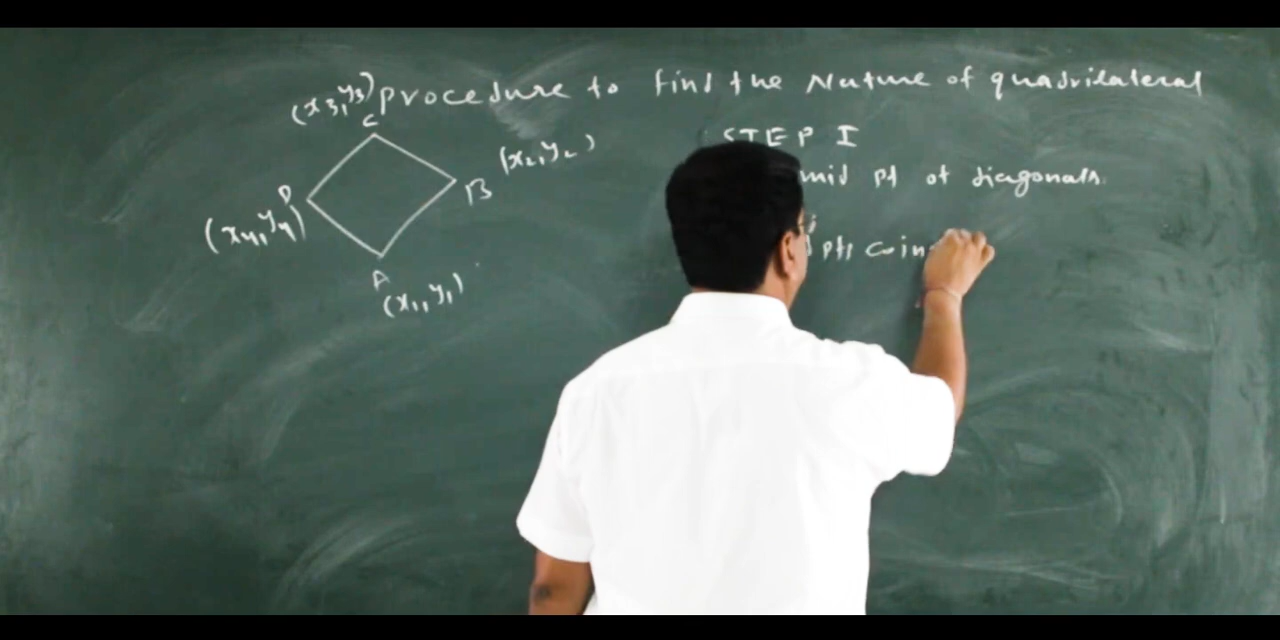 procedure to find the Nature of quadrilateral
(x3,y3)
C
(x2,y2)
B
D
(x4,y4)
A
(x1,y1)
STEP I
mid pt of diagonals.
pts coin